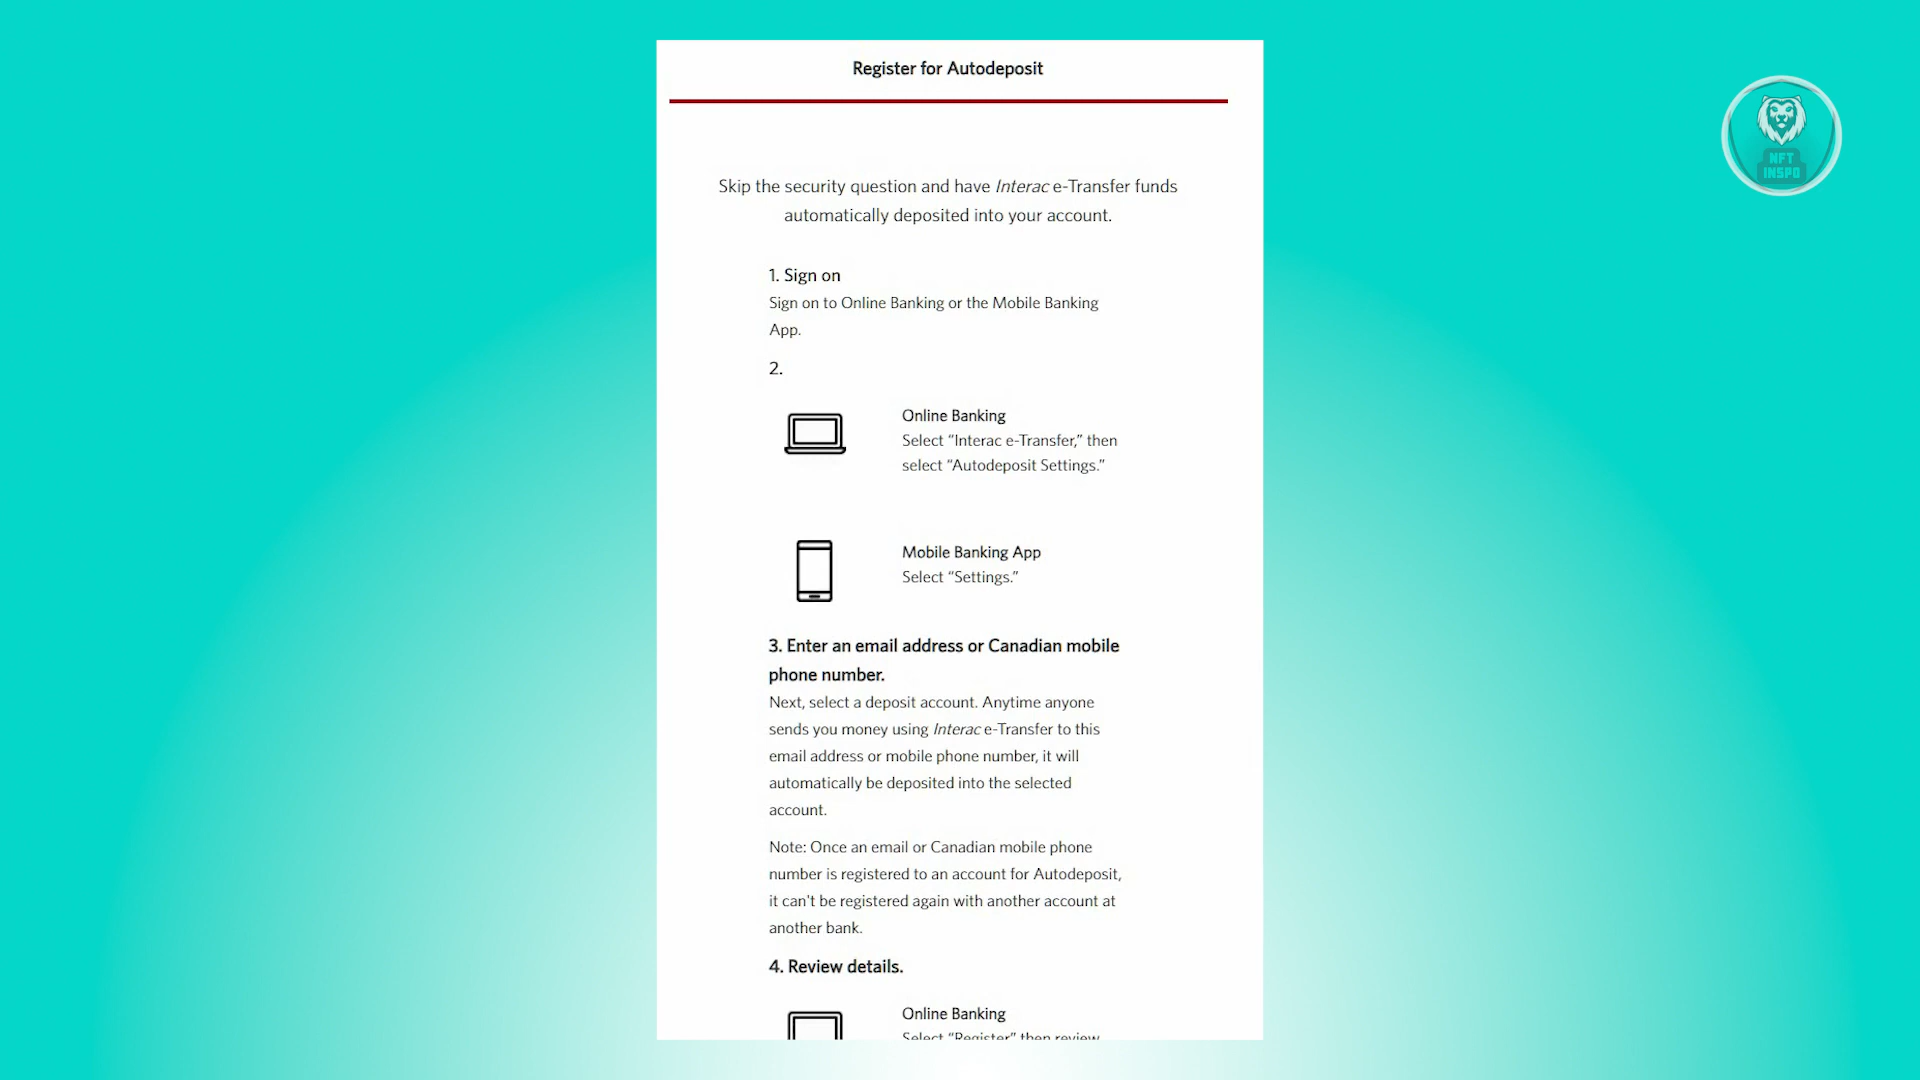 Register for Autodeposit
NFT
INSPO
Skip the security question and have Interac e-Transfer funds
automatically deposited into your account.
1. Sign on
Sign on to Online Banking or the Mobile Banking
App.
2.
Online Banking
Select “Interac e-Transfer,” then
select “Autodeposit Settings.”
Mobile Banking App
Select “Settings.”
3. Enter an email address or Canadian mobile
phone number.
Next, select a deposit account. Anytime anyone
sends you money using Interac e-Transfer to this
email address or mobile phone number, it will
automatically be deposited into the selected
account.
Note: Once an email or Canadian mobile phone
number is registered to an account for Autodeposit,
it can't be registered again with another account at
another bank.
4. Review details.
Online Banking
Select “Register” then review